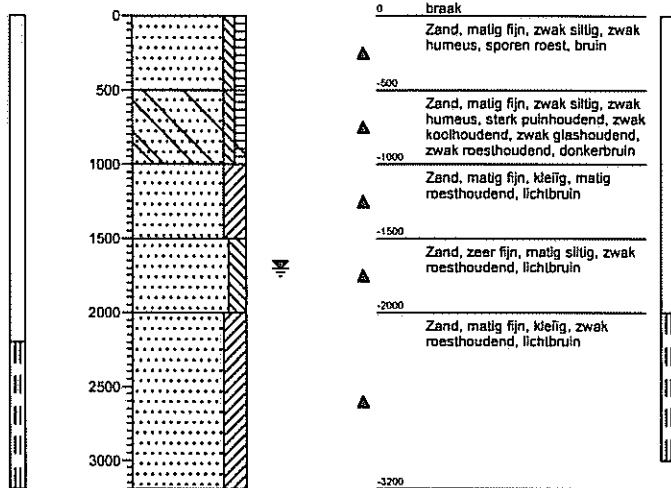 0
500
1000
1500
2000
2500
3000
0 braak
Zand, matig fijn, zwak siltig, zwak
humeus, sporen roest, bruin
-500
Zand, matig fijn, zwak siltig, zwak
humeus, sterk puinhoudend, zwak
koolhoudend, zwak glashoudend,
zwak roesthoudend, donkerbruin
-1000
Zand, matig fijn, kleiïg, matig
roesthoudend, lichtbruin
-1500
Zand, zeer fijn, matig siltig, zwak
roesthoudend, lichtbruin
-2000
Zand, matig fijn, kleiïg, zwak
roesthoudend, lichtbruin
-3200